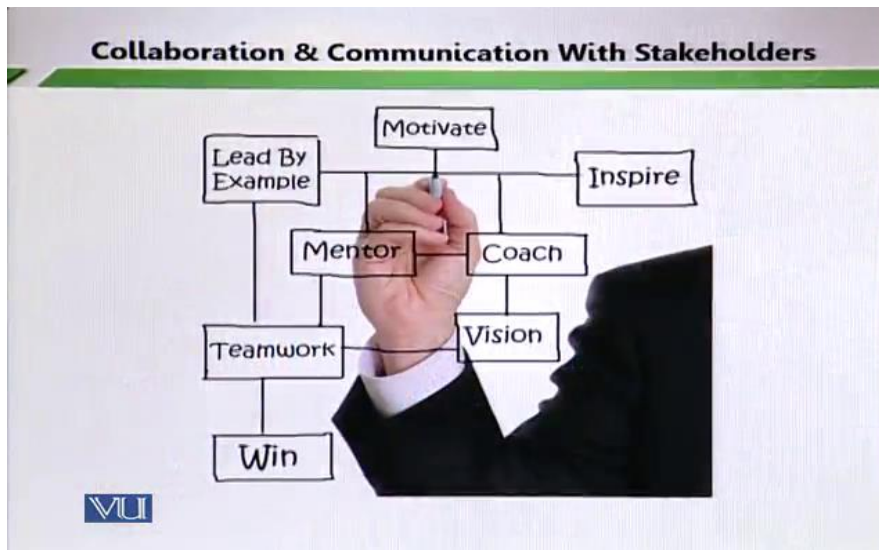 Collaboration & Communication With Stakeholders
Motivate
Lead By
Example
Inspire
Mentor
Coach
Teamwork
Vision
Win
VU